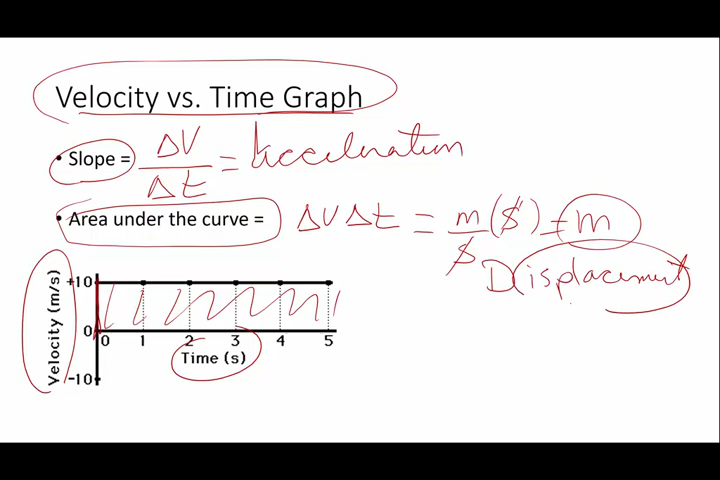 Velocity vs. Time Graph
• Slope = ΔV/Δt = Acceleration
• Area under the curve = ΔVΔt = m/s (s) = m
Displacement
Velocity (m/s)
+10
0
-10
0 1 2 3 4 5
Time (s)